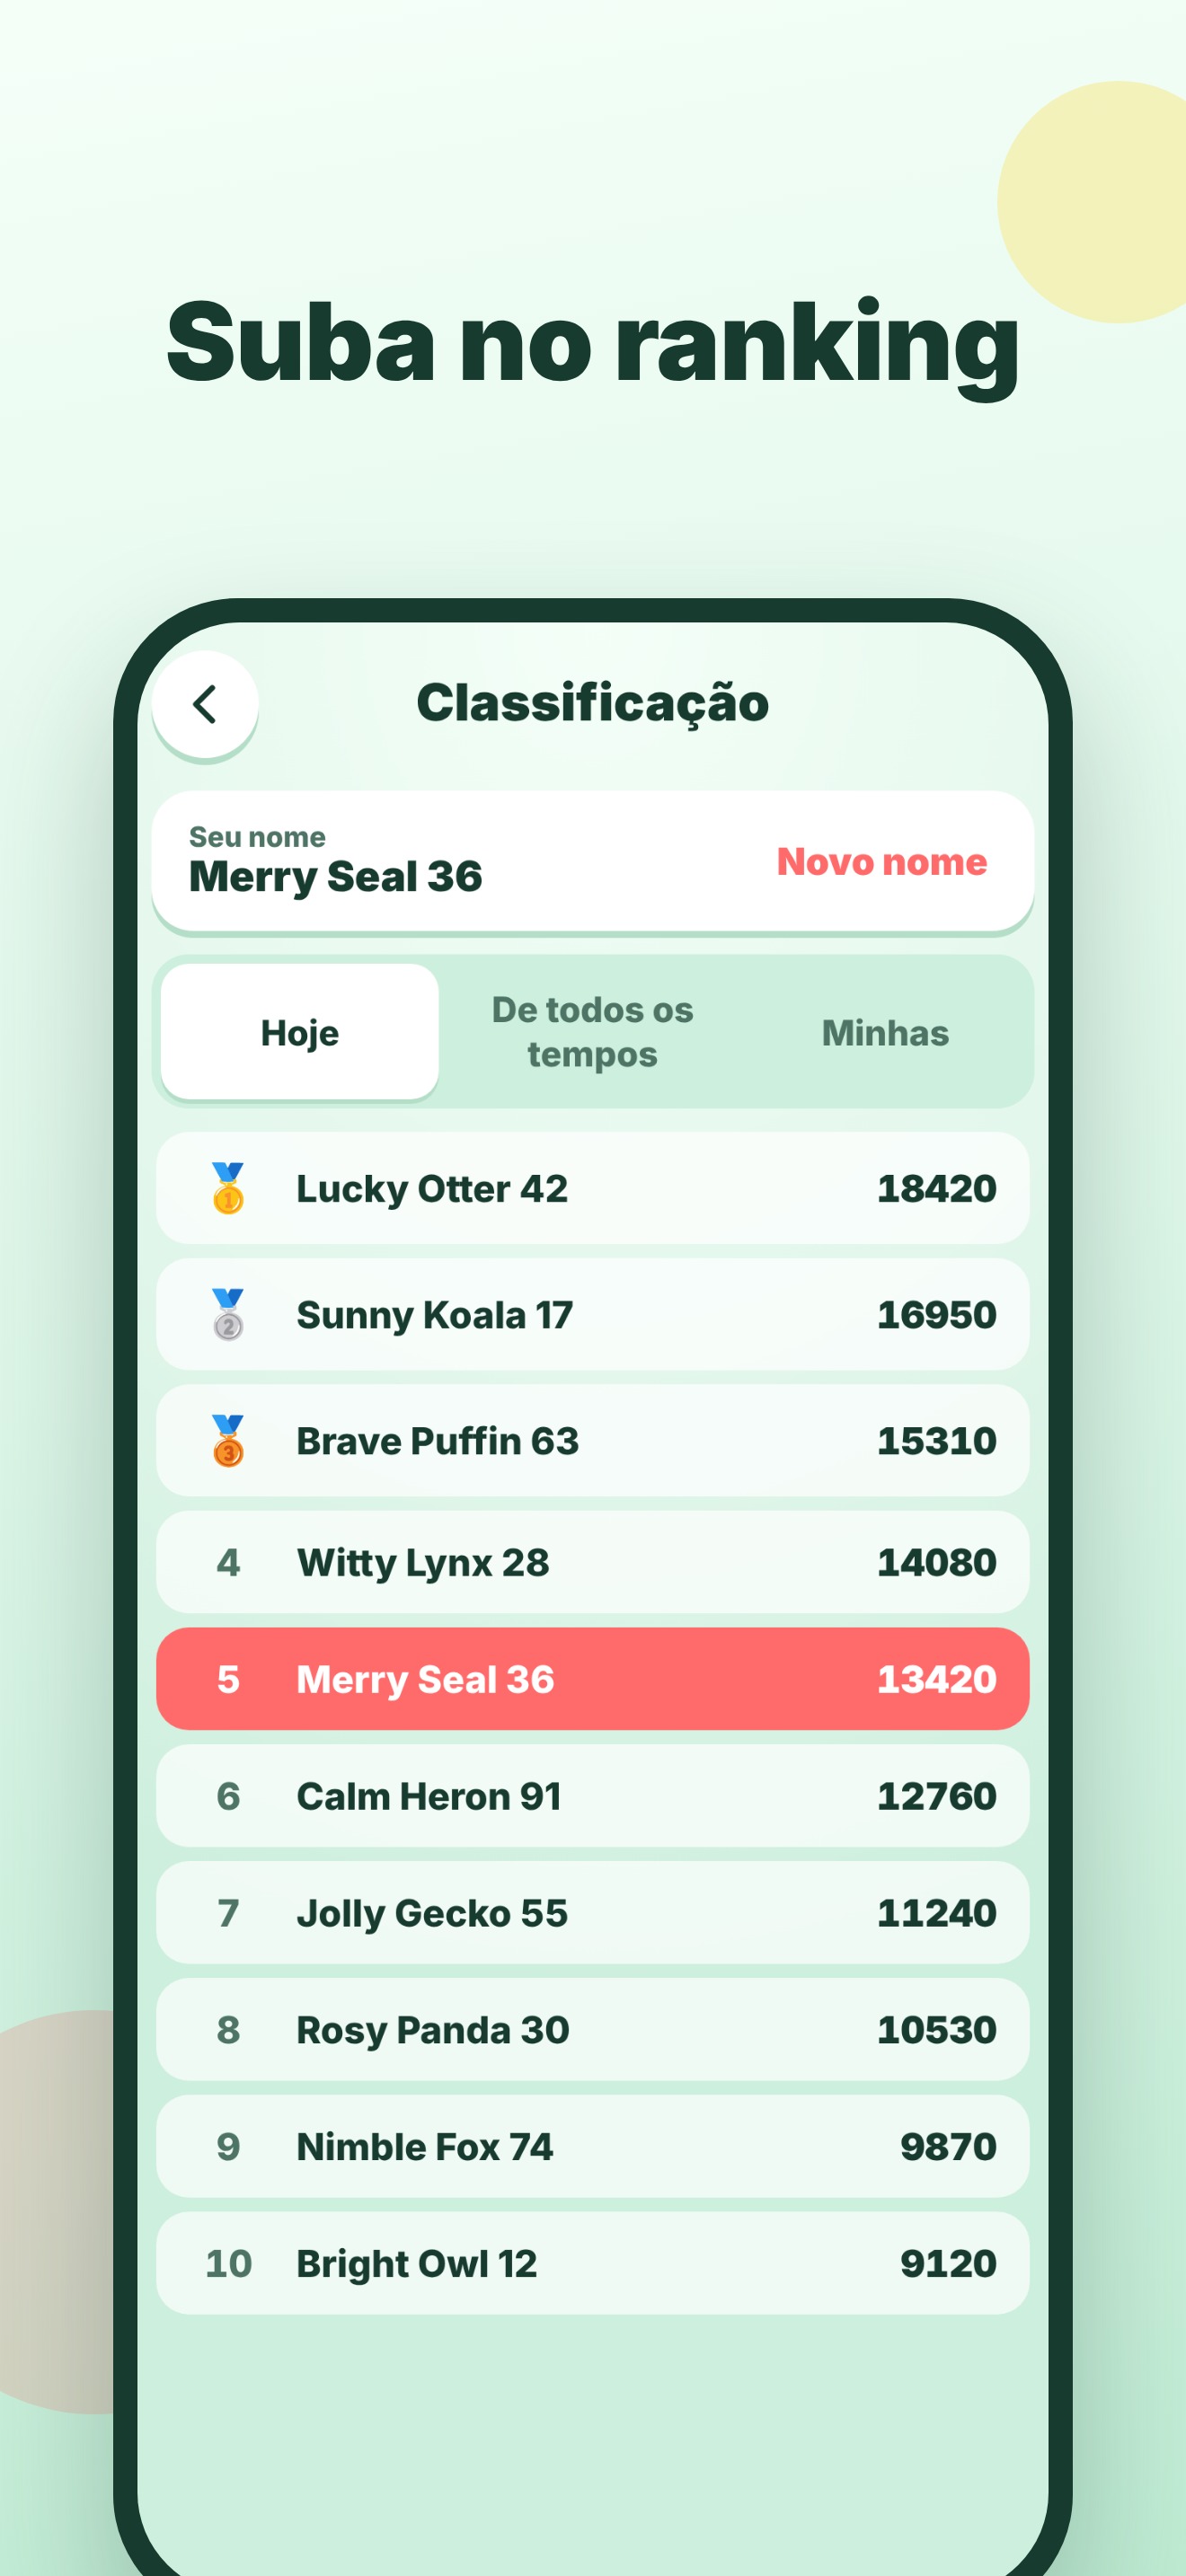 Suba no ranking
Classificação
Seu nome
Merry Seal 36
Novo nome
Hoje
De todos os
tempos
Minhas
1 Lucky Otter 42 18420
2 Sunny Koala 17 16950
3 Brave Puffin 63 15310
4 Witty Lynx 28 14080
5 Merry Seal 36 13420
6 Calm Heron 91 12760
7 Jolly Gecko 55 11240
8 Rosy Panda 30 10530
9 Nimble Fox 74 9870
10 Bright Owl 12 9120